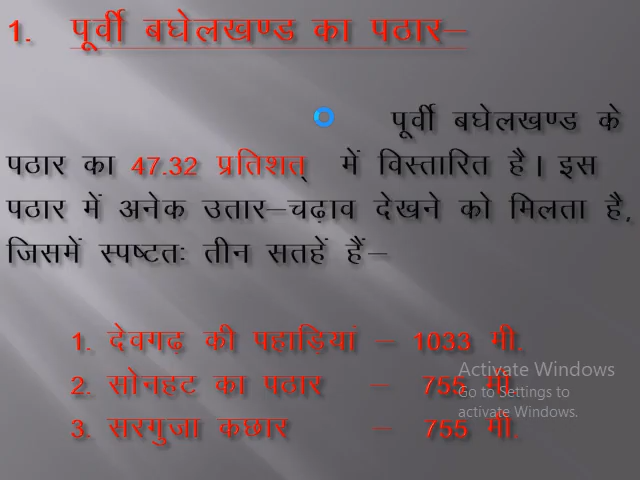 1. पूर्वी बघेलखण्ड का पठार–
पूर्वी बघेलखण्ड के
पठार का 47.32 प्रतिशत् में विस्तारित है। इस
पठार में अनेक उतार–चढ़ाव देखने को मिलता है,
जिसमें स्पष्टतः तीन सतहें हैं–
1. देवगढ़ की पहाड़ियां – 1033 मी.
2. सोनहट का पठार – 755 मी.
3. सरगुजा कछार – 755 मी.
Activate Windows
Go to Settings to
activate Windows.